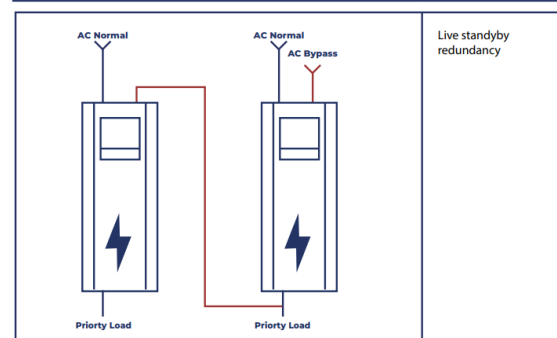 AC Normal
AC Normal
AC Bypass
Live standyby
redundancy
Priorty Load
Priorty Load